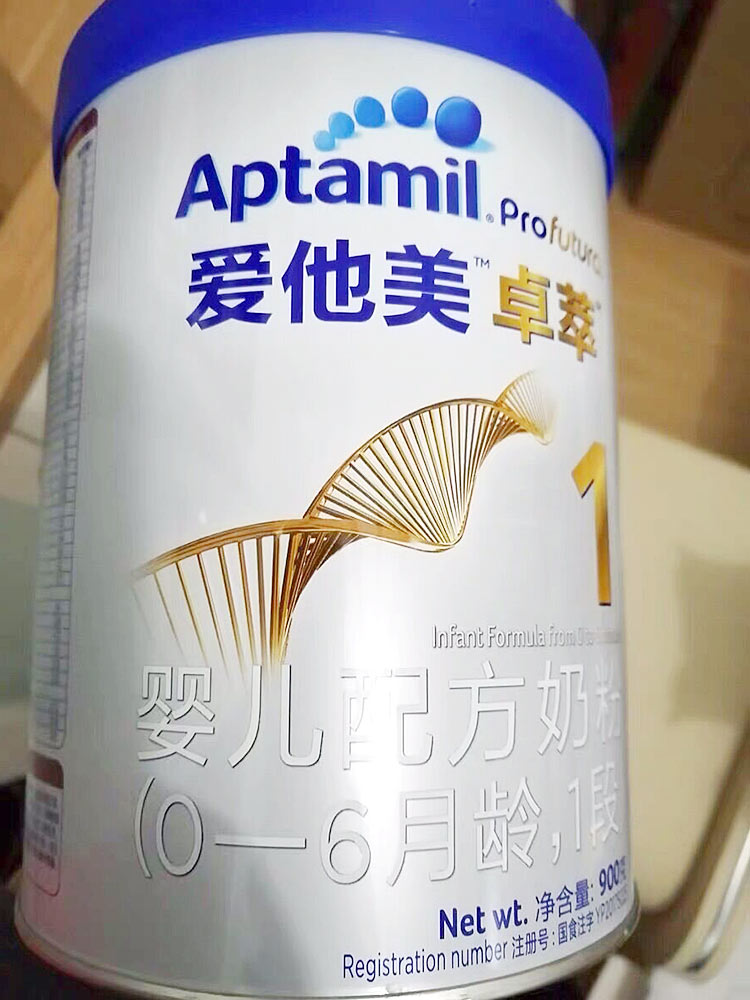 Aptamil® Profutura
爱他美™ 卓萃™
1
Infant Formula from
婴儿配方奶粉
(0—6月龄,1段
Net wt. 净含量: 900
Registration number 注册号: 国食注字